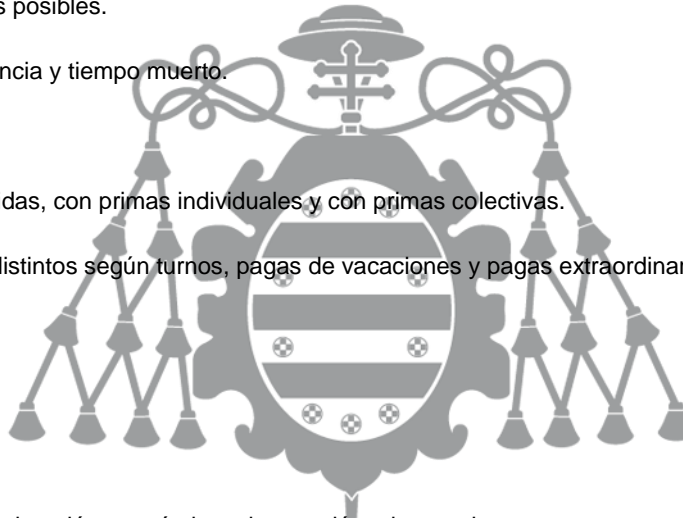 s posibles.
ncia y tiempo muerto.
das, con primas individuales y con primas colectivas.
distintos según turnos, pagas de vacaciones y pagas extraordinar